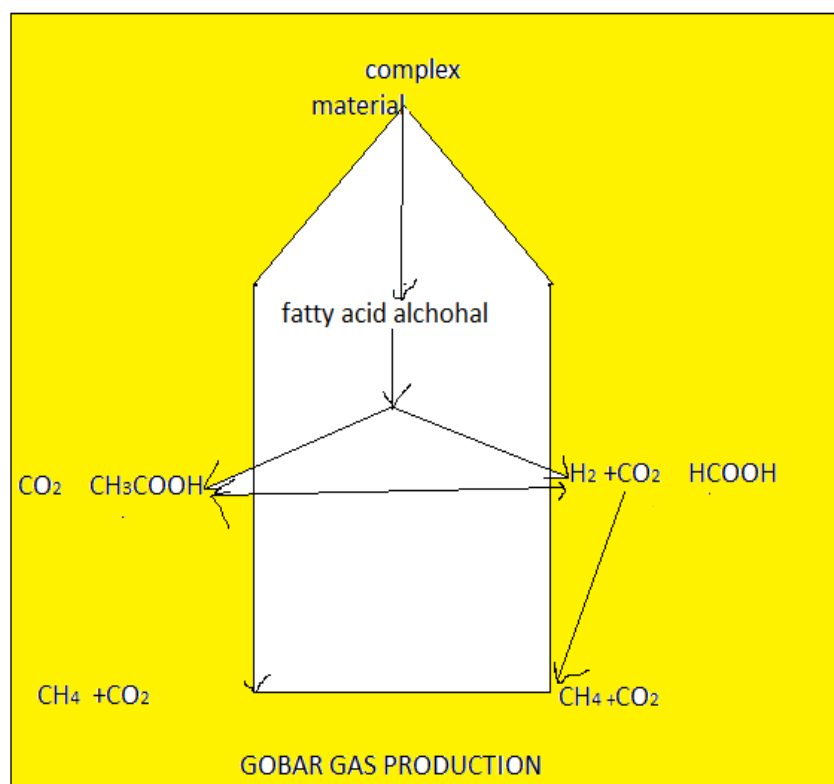 complex
material
fatty acid alchohal
CO2 CH3COOH H2 +CO2 HCOOH
CH4 +CO2 CH4 +CO2
GOBAR GAS PRODUCTION